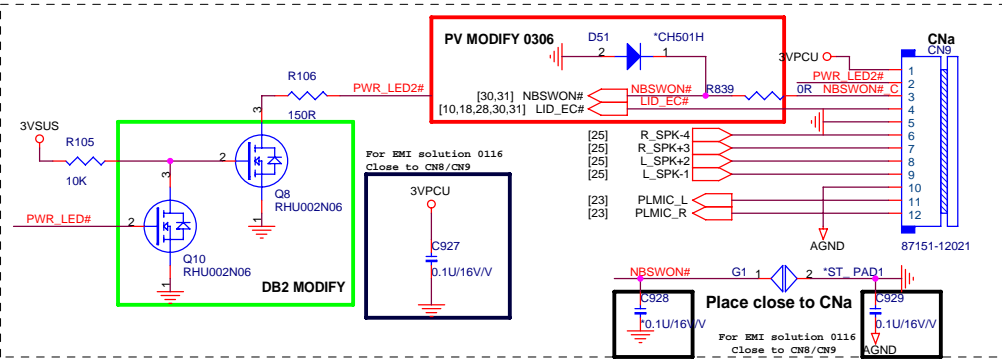 PV MODIFY 0306
D51
*CH501H
2
1
CNa
CN9
3VPCU
1
PWR_LED2#
2
R106
PWR_LED2#
[30,31] NBSWON#
NBSWON#
R839
0R
NBSWON#_C
3
[10,18,28,30,31] LID_EC#
LID_EC#
4
150R
3
5
3VSUS
R105
[25] R_SPK-4
6
[25] R_SPK+3
7
[25] L_SPK+2
8
[25] L_SPK-1
9
10K
2
For EMI solution 0116
Close to CN8/CN9
3VPCU
10
Q8
RHU002N06
1
3
[23] PLMIC_L
11
[23] PLMIC_R
12
PWR_LED#
2
AGND
87151-12021
Q10
RHU002N06
1
C927
0.1U/16V/V
DB2 MODIFY
NBSWON#
G1
1
2
*ST_PAD1
C928
*0.1U/16V/V
Place close to CNa
C929
0.1U/16V/V
AGND
For EMI solution 0116
Close to CN8/CN9